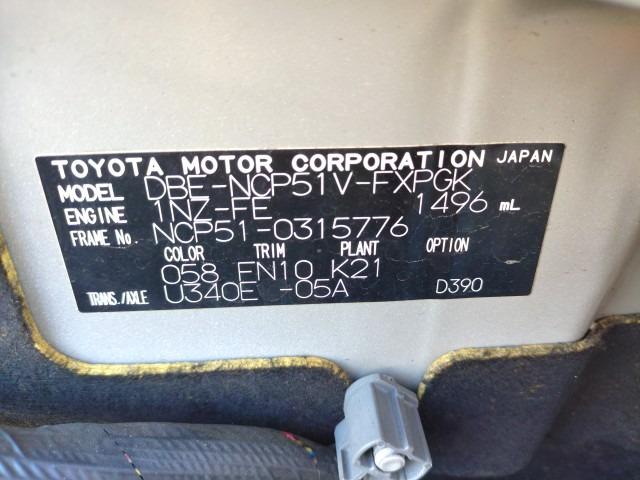 TOYOTA MOTOR CORPORATION JAPAN
MODEL DBE-NCP51V-FXPGK
ENGINE 1NZ-FE 1496 mL
FRAME No. NCP51-0315776
COLOR TRIM PLANT OPTION
058 FN10 K21
TRANS./AXLE U340E -05A D390